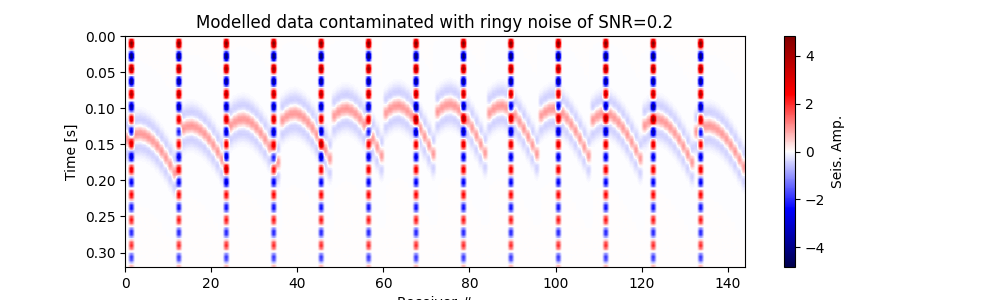 Modelled data contaminated with ringy noise of SNR=0.2
0.00
0.05
0.10
0.15
0.20
0.25
0.30
Time [s]
0 20 40 60 80 100 120 140
Receiver #
4
2
0
−2
−4
Seis. Amp.